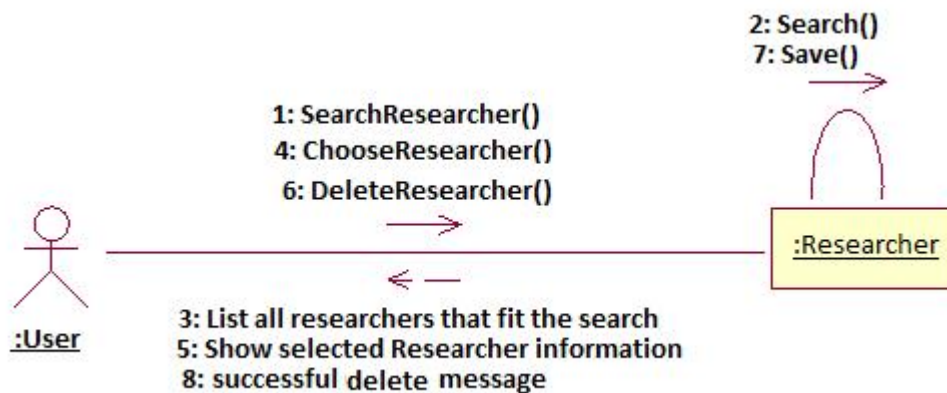 2: Search()
7: Save()
1: SearchResearcher()
4: ChooseResearcher()
6: DeleteResearcher()
:Researcher
:User
3: List all researchers that fit the search
5: Show selected Researcher information
8: successful delete message